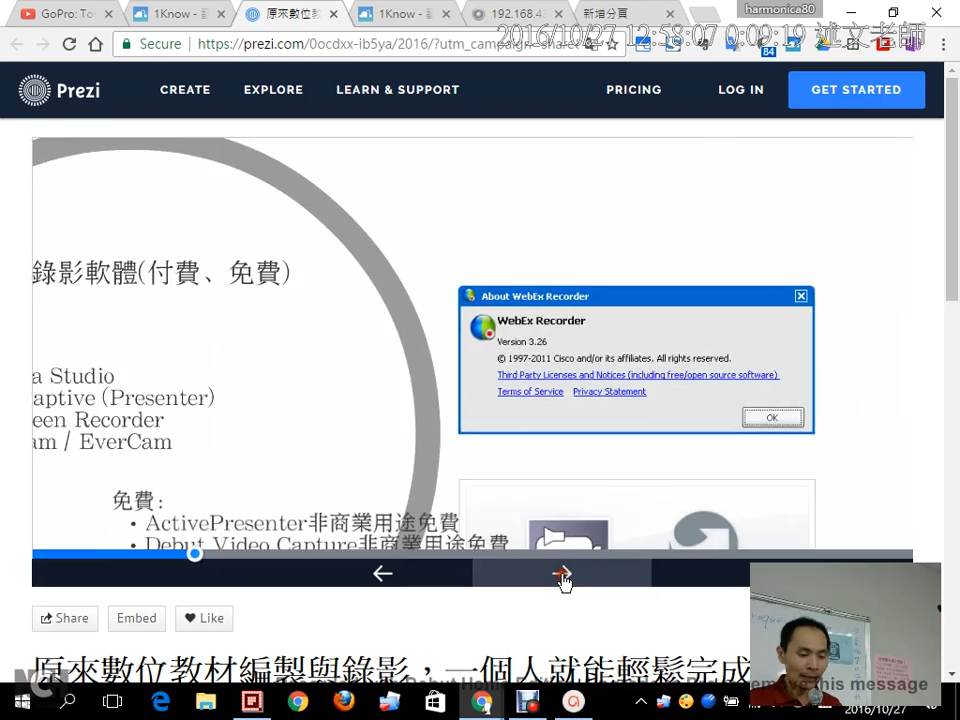 GoPro: To
1Know -
原來數位教
1Know -
192.168.4
新增分頁
harmonica80
2016/10/27 12:58:07 0:09:19 述文老師
Secure
https://prezi.com/0ocdxx-ib5ya/2016/?utm_campaign=share
84
Prezi
CREATE
EXPLORE
LEARN & SUPPORT
PRICING
LOG IN
GET STARTED
錄影軟體(付費、免費)
a Studio
aptive (Presenter)
een Recorder
am / EverCam
免費:
• ActivePresenter非商業用途免費
• Debut Video Capture非商業用途免費
About WebEx Recorder
WebEx Recorder
Version 3.26
© 1997-2011 Cisco and/or its affiliates. All rights reserved.
Third Party Licenses and Notices (including free/open source software)
Terms of Service Privacy Statement
OK
Share
Embed
Like
原來數位教材編製與錄影，一個人就能輕鬆完成
NCH
remove this message
2016/10/27